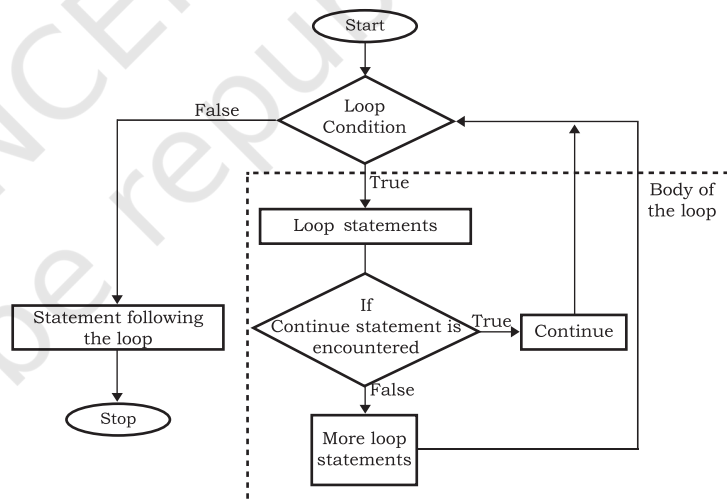 Start
Loop
Condition
False
True
Body of
the loop
Loop statements
If
Continue statement is
encountered
True
Continue
Statement following
the loop
False
Stop
More loop
statements